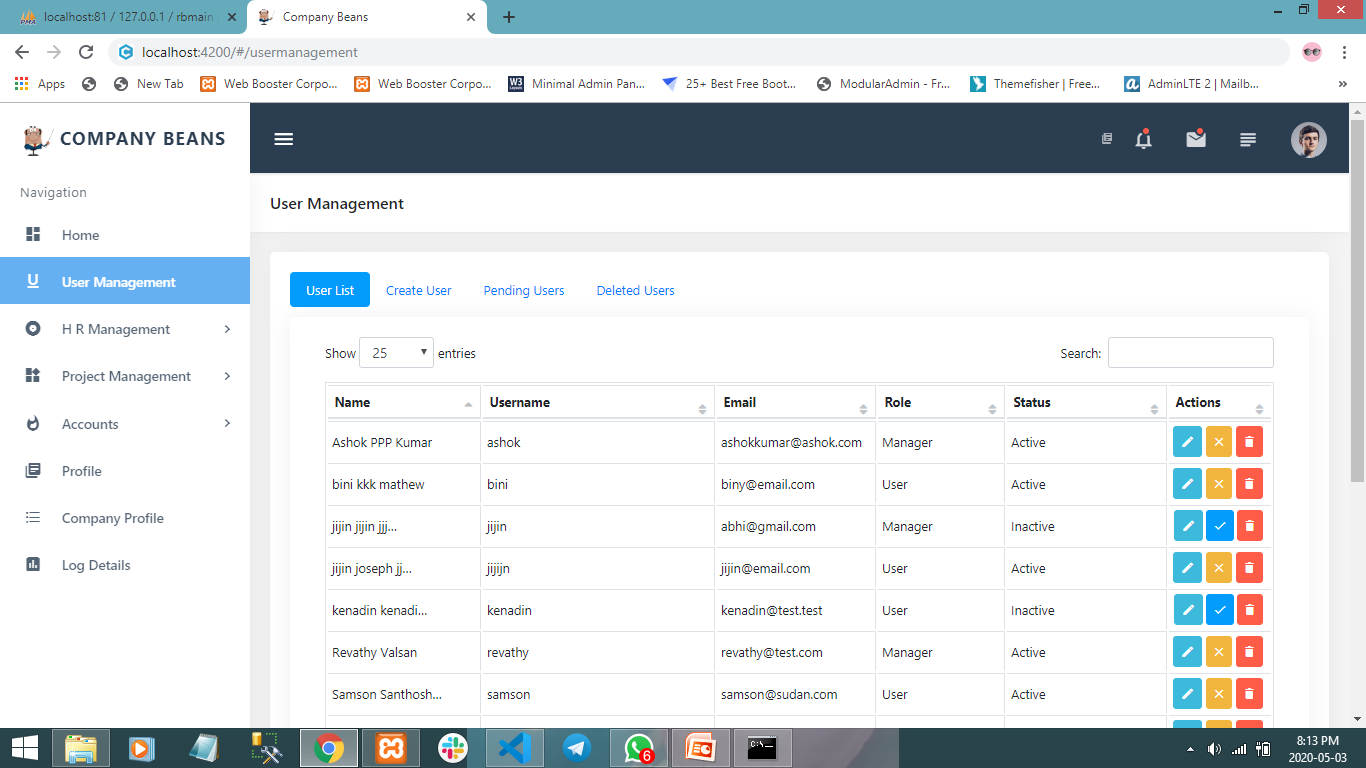 localhost:81 / 127.0.0.1 / rbmain
Company Beans
localhost:4200/#/usermanagement
Apps
New Tab
Web Booster Corpo...
Web Booster Corpo...
Minimal Admin Pan...
25+ Best Free Boot...
ModularAdmin - Fr...
Themefisher | Free...
AdminLTE 2 | Mailb...
COMPANY BEANS
Navigation
Home
User Management
H R Management
Project Management
Accounts
Profile
Company Profile
Log Details
User Management
User List Create User Pending Users Deleted Users
Show 25 entries Search:
Name Username Email Role Status Actions
Ashok PPP Kumar ashok ashokkumar@ashok.com Manager Active
bini kkk mathew bini biny@email.com User Active
jijin jijin jjj... jijin abhi@gmail.com Manager Inactive
jijin joseph jj... jijijn jijin@email.com User Active
kenadin kenadi... kenadin kenadin@test.test User Inactive
Revathy Valsan revathy revathy@test.com Manager Active
Samson Santhosh... samson samson@sudan.com User Active
6
8:13 PM
2020-05-03